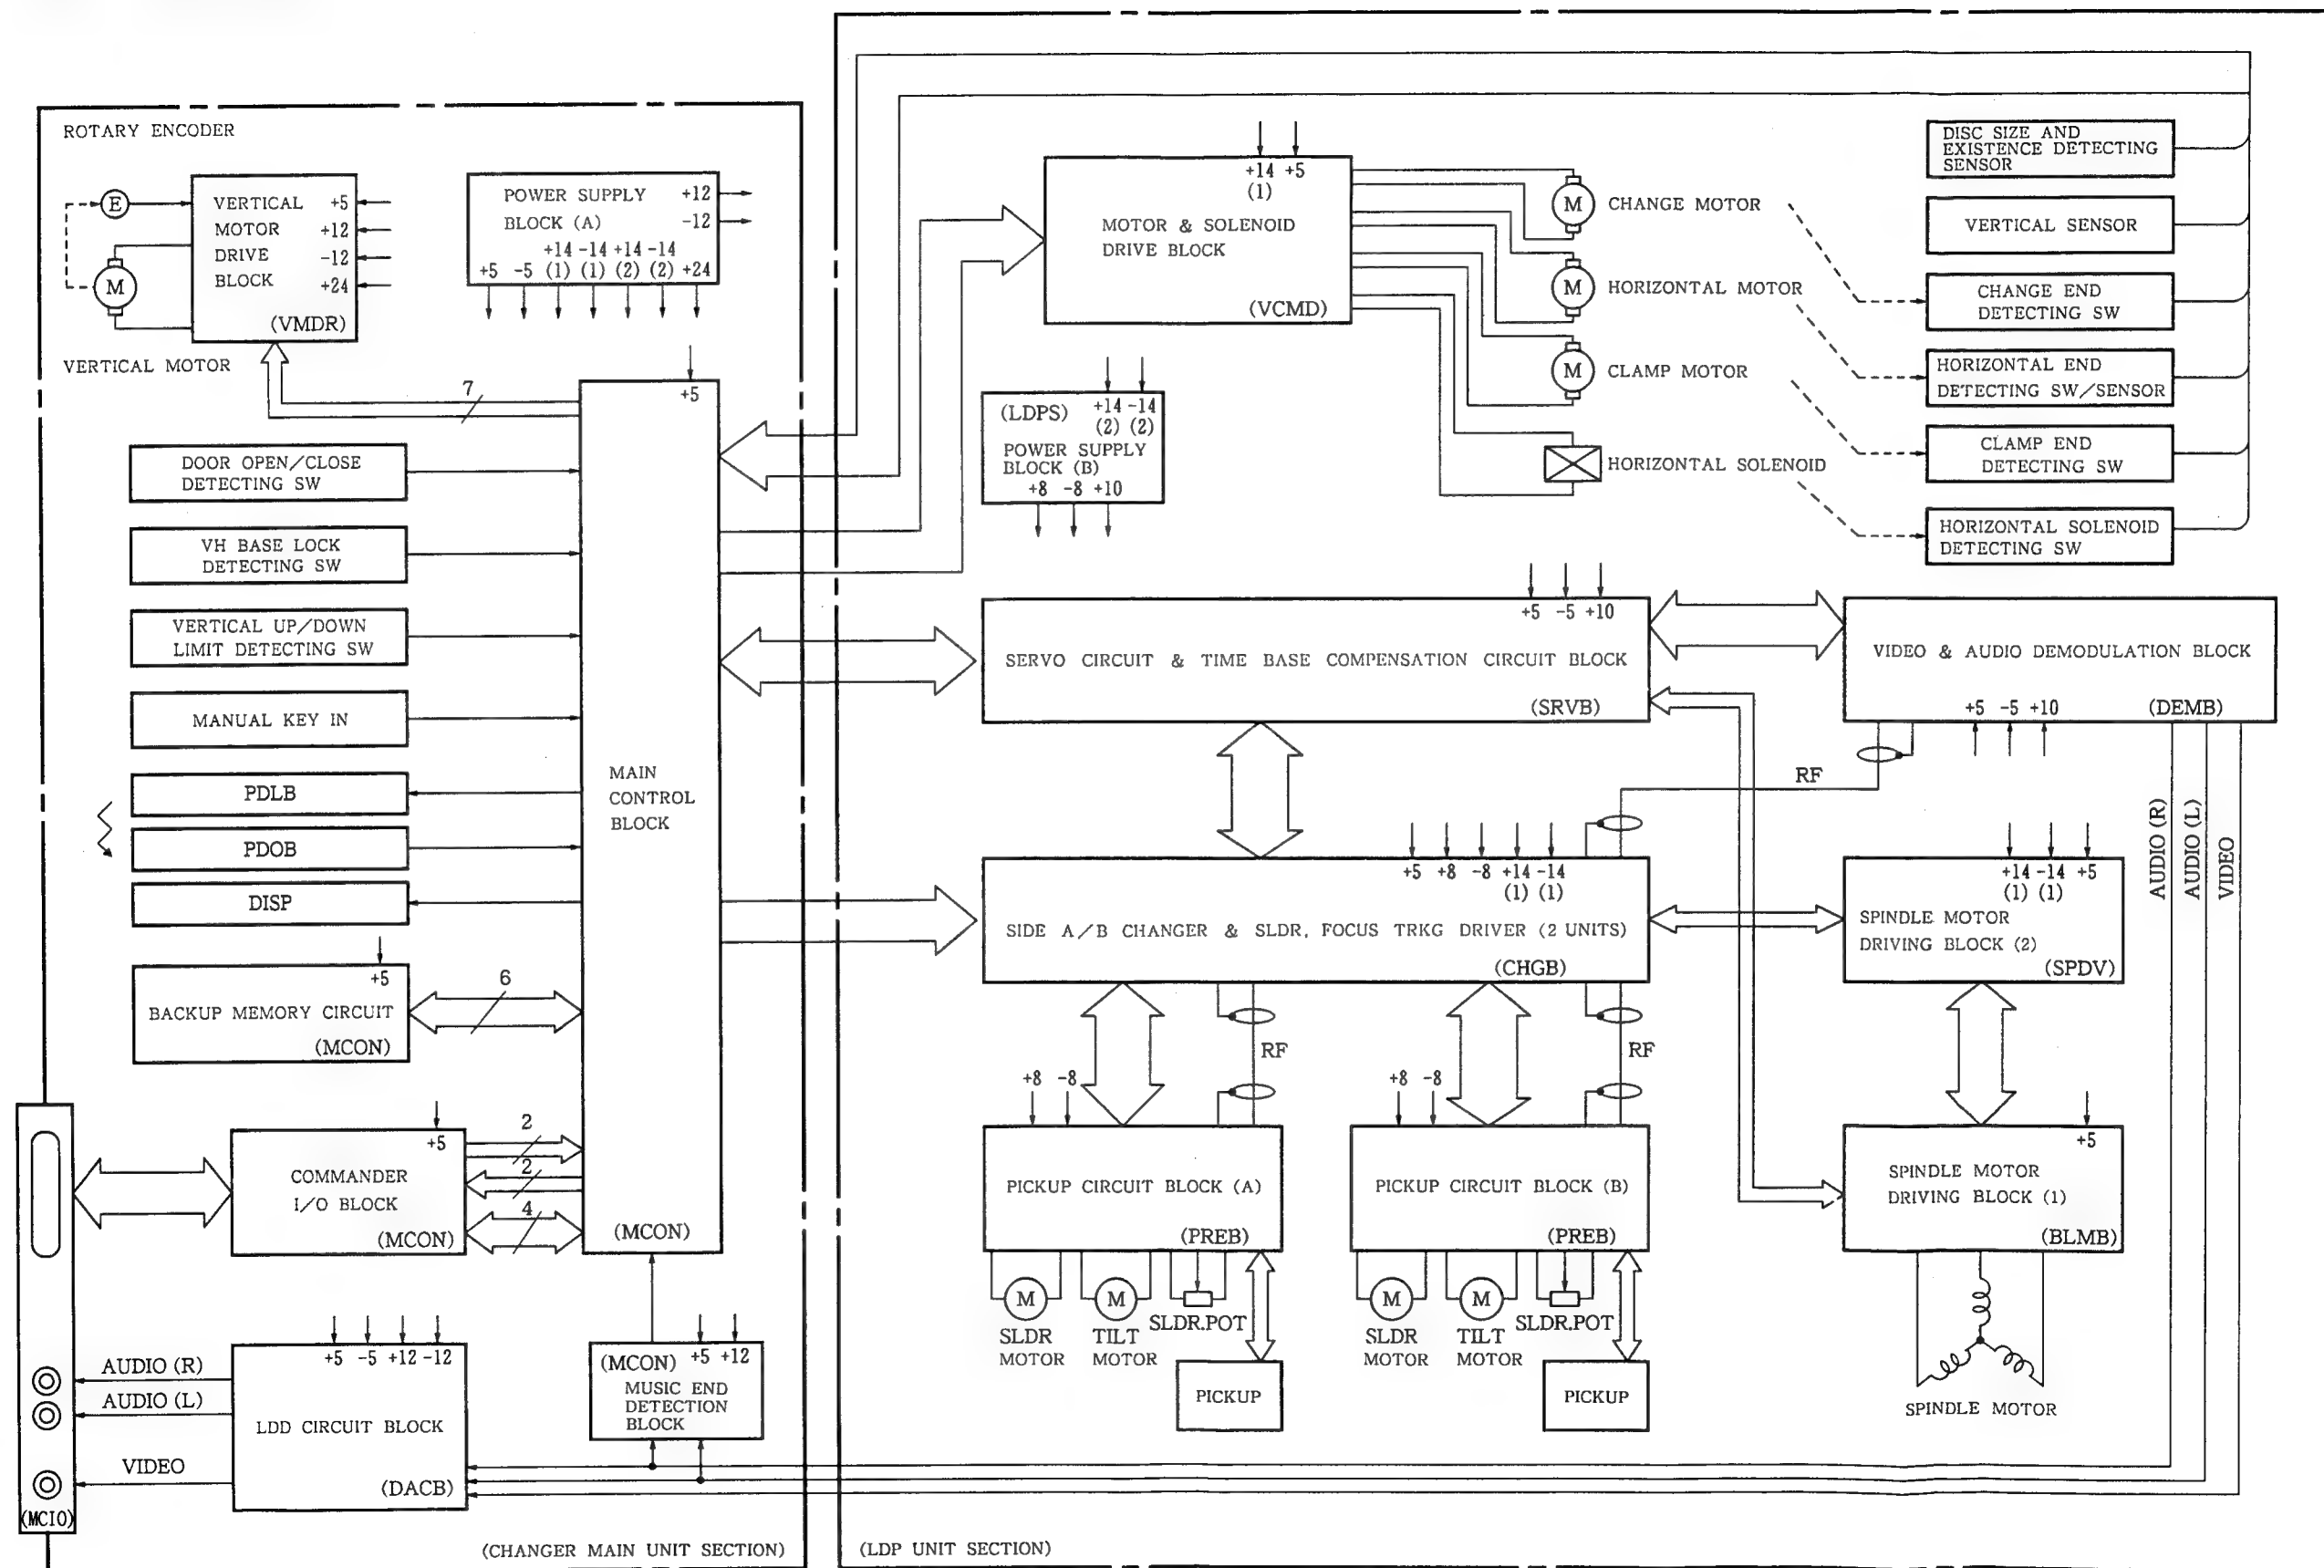 ROTARY ENCODER
E
M
VERTICAL +5
MOTOR +12
DRIVE -12
BLOCK +24
(VMDR)
VERTICAL MOTOR
POWER SUPPLY +12
BLOCK (A) -12
+14 -14 +14 -14
+5 -5 (1) (1) (2) (2) +24
7
+5
DOOR OPEN/CLOSE
DETECTING SW
VH BASE LOCK
DETECTING SW
VERTICAL UP/DOWN
LIMIT DETECTING SW
MANUAL KEY IN
PDLB
PDOB
DISP
MAIN
CONTROL
BLOCK
(MCON)
+5
BACKUP MEMORY CIRCUIT
(MCON)
6
+5
COMMANDER
I/O BLOCK
(MCON)
2
2
4
+5 -5 +12 -12
LDD CIRCUIT BLOCK
(DACB)
AUDIO (R)
AUDIO (L)
VIDEO
(MCIO)
(MCON) +5 +12
MUSIC END
DETECTION
BLOCK
(CHANGER MAIN UNIT SECTION)
+14 +5
(1)
MOTOR & SOLENOID
DRIVE BLOCK
(VCMD)
M CHANGE MOTOR
M HORIZONTAL MOTOR
M CLAMP MOTOR
HORIZONTAL SOLENOID
DISC SIZE AND
EXISTENCE DETECTING
SENSOR
VERTICAL SENSOR
CHANGE END
DETECTING SW
HORIZONTAL END
DETECTING SW/SENSOR
CLAMP END
DETECTING SW
HORIZONTAL SOLENOID
DETECTING SW
(LDPS) +14 -14
(2) (2)
POWER SUPPLY
BLOCK (B)
+8 -8 +10
+5 -5 +10
SERVO CIRCUIT & TIME BASE COMPENSATION CIRCUIT BLOCK
(SRVB)
VIDEO & AUDIO DEMODULATION BLOCK
+5 -5 +10 (DEMB)
RF
AUDIO (R)
AUDIO (L)
VIDEO
+5 +8 -8 +14 -14
(1) (1)
SIDE A/B CHANGER & SLDR, FOCUS TRKG DRIVER (2 UNITS)
(CHGB)
+14 -14 +5
(1) (1)
SPINDLE MOTOR
DRIVING BLOCK (2)
(SPDV)
RF
RF
+8 -8
PICKUP CIRCUIT BLOCK (A)
(PREB)
M
M
SLDR
MOTOR
TILT
MOTOR
SLDR.POT
PICKUP
+8 -8
PICKUP CIRCUIT BLOCK (B)
(PREB)
M
M
SLDR
MOTOR
TILT
MOTOR
SLDR.POT
PICKUP
+5
SPINDLE MOTOR
DRIVING BLOCK (1)
(BLMB)
SPINDLE MOTOR
(LDP UNIT SECTION)